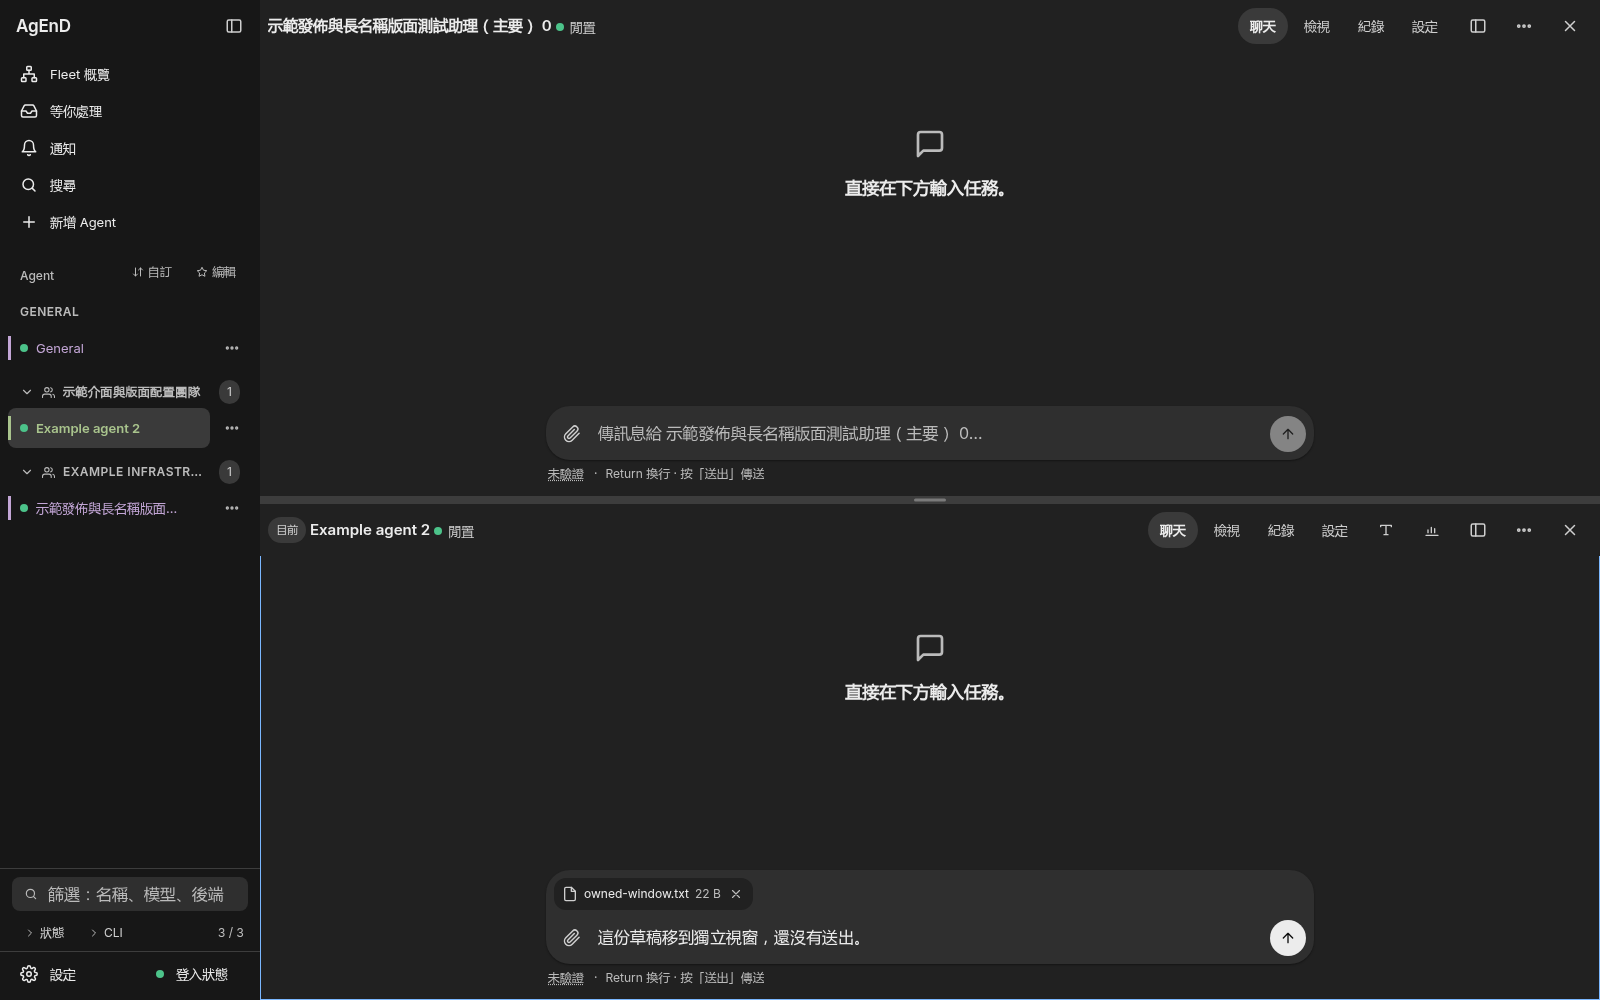 AgEnD
Fleet 概覽
等你處理
通知
搜尋
新增 Agent
Agent
自訂
編輯
GENERAL
General
示範介面與版面配置團隊 1
Example agent 2
EXAMPLE INFRASTR... 1
示範發佈與長名稱版面...
篩選：名稱、模型、後端
狀態 CLI 3 / 3
設定 登入狀態
示範發佈與長名稱版面測試助理（主要） 0 閒置
聊天 檢視 紀錄 設定
直接在下方輸入任務。
傳訊息給 示範發佈與長名稱版面測試助理（主要） 0...
未驗證 · Return 換行 · 按「送出」傳送
目前 Example agent 2 閒置
聊天 檢視 紀錄 設定
直接在下方輸入任務。
owned-window.txt 22 B
這份草稿移到獨立視窗，還沒有送出。
未驗證 · Return 換行 · 按「送出」傳送